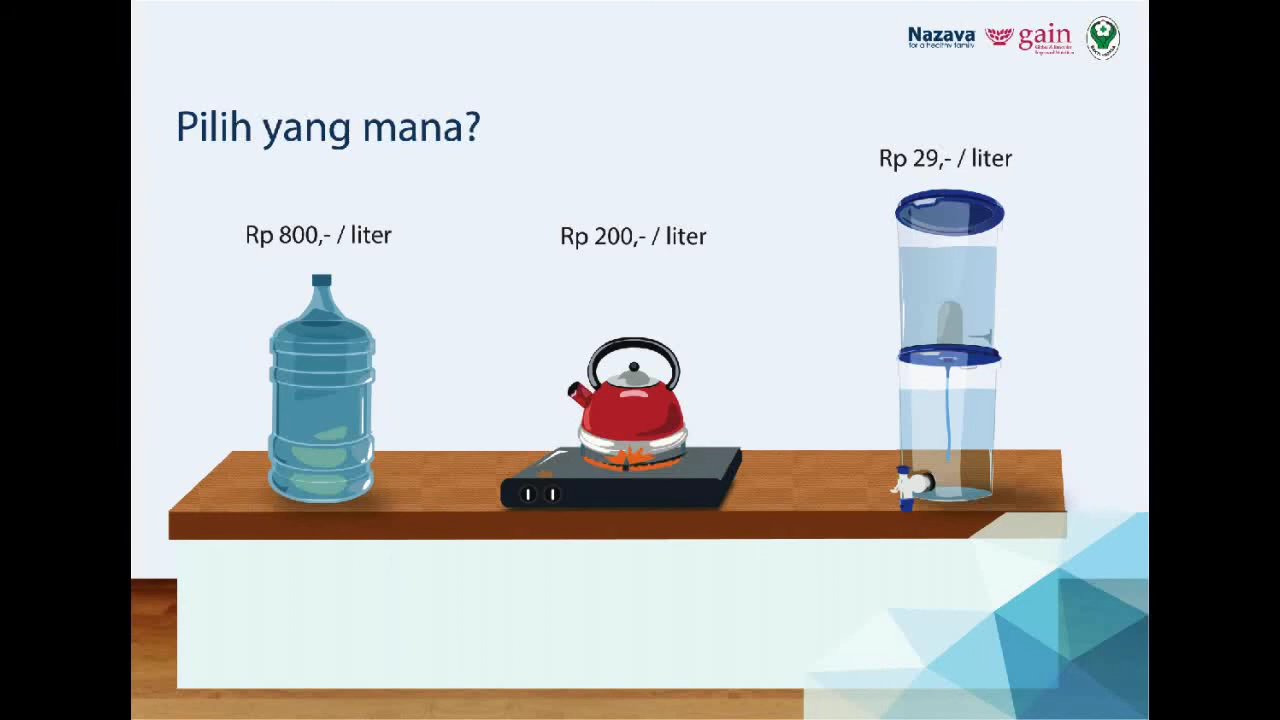 Nazava
for a healthy family
gain
Pilih yang mana?
Rp 29,- / liter
Rp 800,- / liter
Rp 200,- / liter